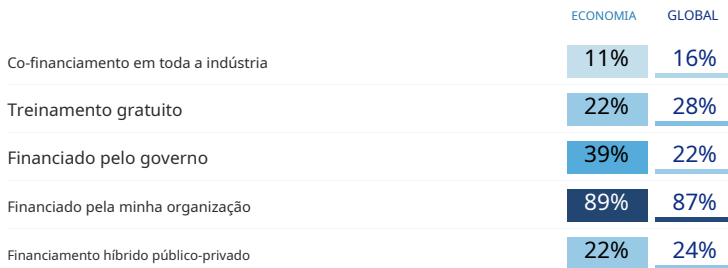 ECONOMIA GLOBAL
Co-financiamento em toda a indústria 11% 16%
Treinamento gratuito 22% 28%
Financiado pelo governo 39% 22%
Financiado pela minha organização 89% 87%
Financiamento híbrido público-privado 22% 24%